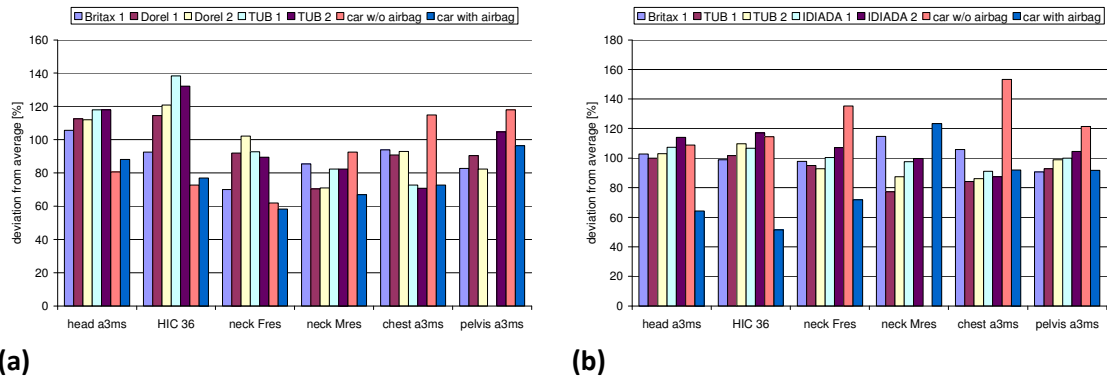 Britax 1 Dorel 1 Dorel 2 TUB 1 TUB 2 car w/o airbag car with airbag
160
140
120
100
80
60
40
20
0
deviation from average [%]
head a3ms HIC 36 neck Fres neck Mres chest a3ms pelvis a3ms
(a)
Britax 1 TUB 1 TUB 2 IDIADA 1 IDIADA 2 car w/o airbag car with airbag
180
160
140
120
100
80
60
40
20
0
deviation from average [%]
head a3ms HIC 36 neck Fres neck Mres chest a3ms pelvis a3ms
(b)